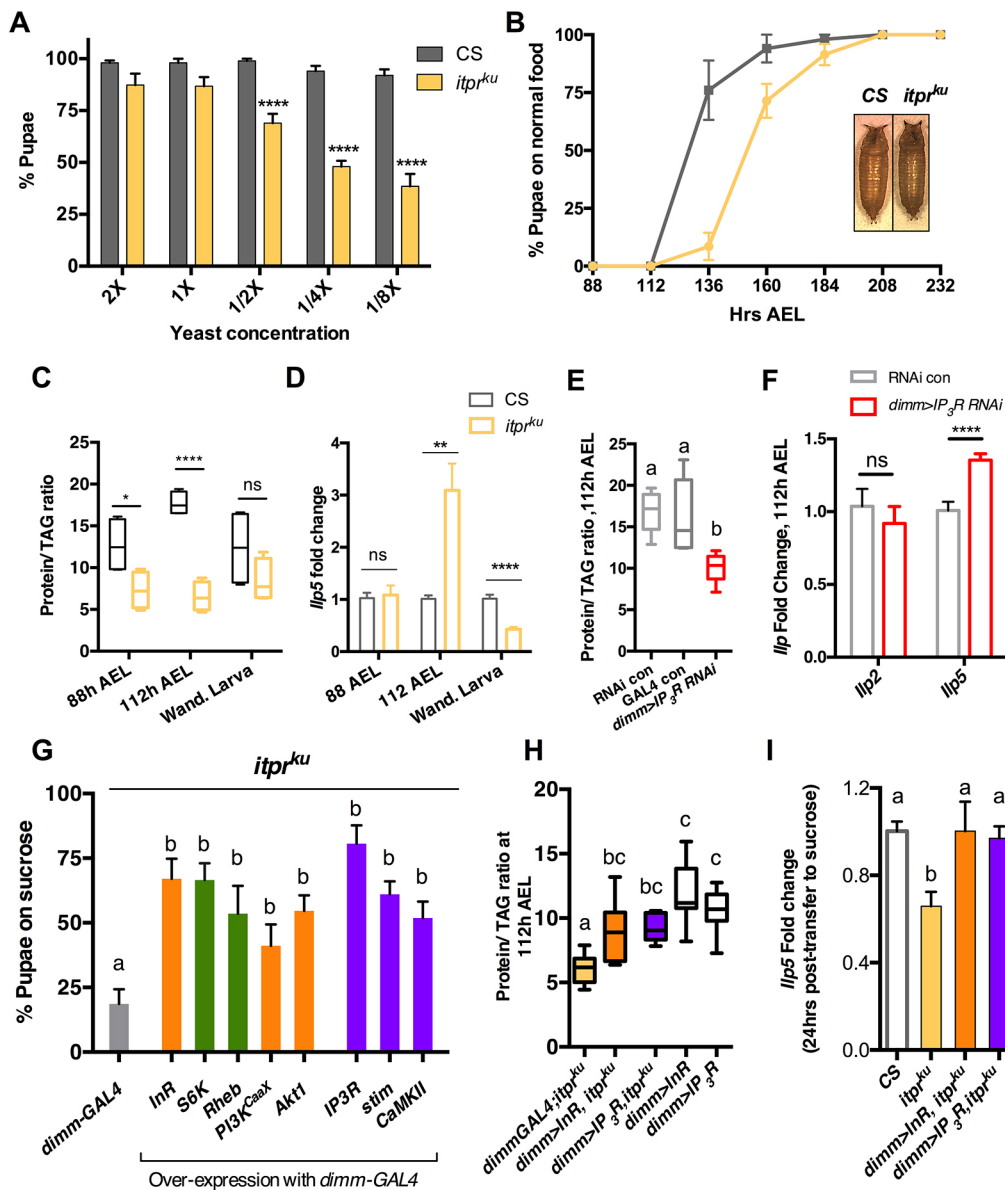 A
CS
itpr^ku
% Pupae
100
75
50
25
0
****
****
****
2X
1X
1/2X
1/4X
1/8X
Yeast concentration
B
% Pupae on normal food
100
75
50
25
0
CS itpr^ku
88 112 136 160 184 208 232
Hrs AEL
C
Protein/ TAG ratio
25
20
15
10
5
0
*
****
ns
88h AEL
112h AEL
Wand. Larva
D
CS
itpr^ku
Ilp5 fold change
4
3
2
1
0
ns
**
****
88 AEL
112 AEL
Wand. Larva
E
Protein/ TAG ratio ,112h AEL
25
20
15
10
5
0
a
a
b
RNAi con
GAL4 con
dimm>IP3R RNAi
F
RNAi con
dimm>IP3R RNAi
Ilp Fold Change, 112h AEL
1.5
1.0
0.5
0.0
ns
****
Ilp2
Ilp5
G
itpr^ku
% Pupae on sucrose
100
75
50
25
0
a
b
b
b
b
b
b
b
b
dimm-GAL4
InR
S6K
Rheb
PI3K^Caax
Akt1
IP3R
stim
CaMKII
Over-expression with dimm-GAL4
H
Protein/ TAG ratio at
112h AEL
20
15
10
5
0
a
bc
bc
c
c
dimmGAL4;itpr^ku
dimm>InR, itpr^ku
dimm>IP3R,itpr^ku
dimm>InR
dimm>IP3R
I
Ilp5 Fold change
(24hrs post-transfer to sucrose)
1.2
0.8
0.4
0.0
a
b
a
a
CS
itpr^ku
dimm>InR, itpr^ku
dimm>IP3R,itpr^ku